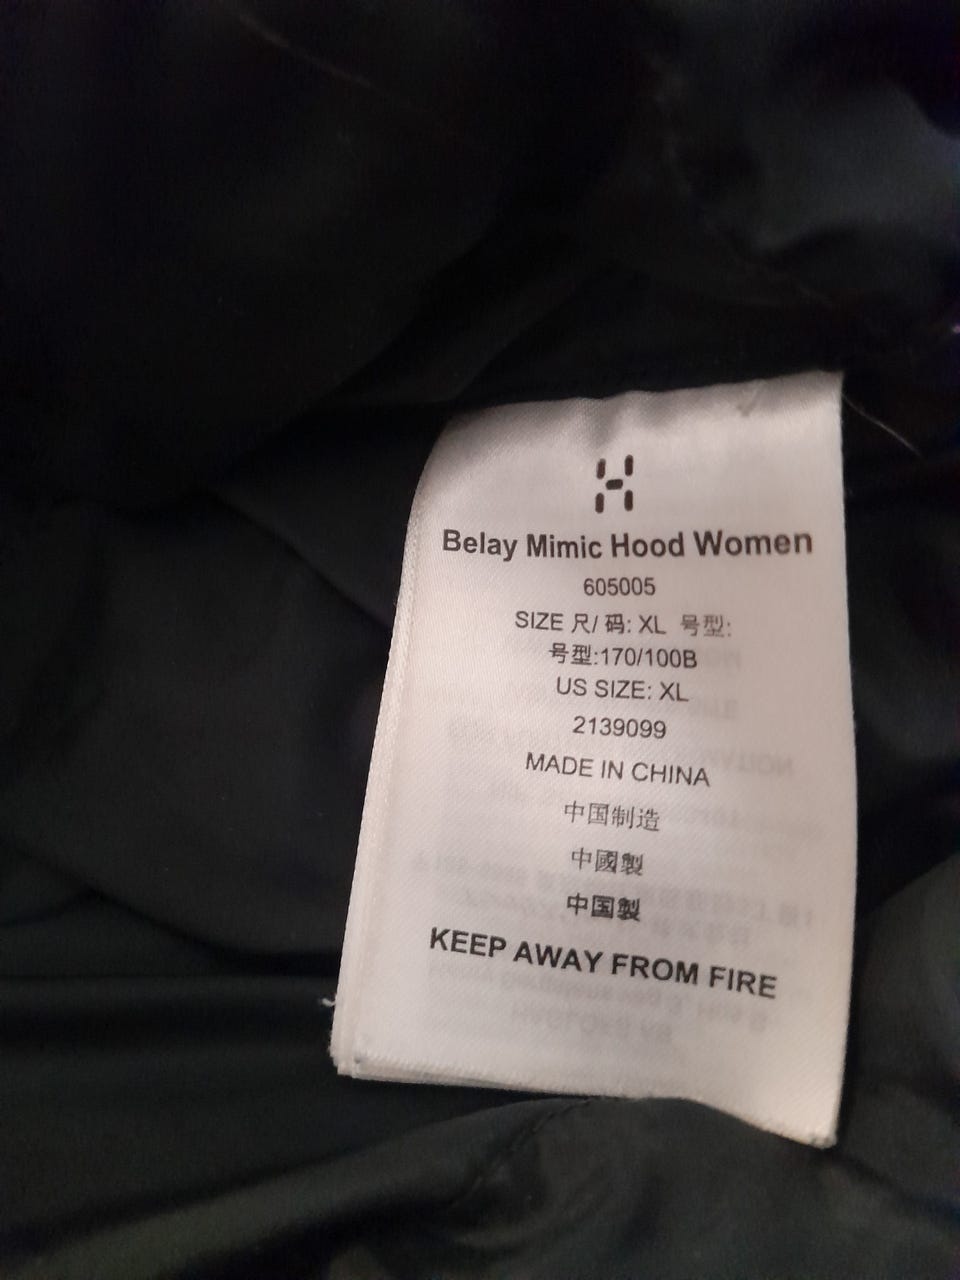 Belay Mimic Hood Women
605005
SIZE 尺/ 码: XL 号型:
号型:170/100B
US SIZE: XL
2139099
MADE IN CHINA
中国制造
中國製
中国製
KEEP AWAY FROM FIRE